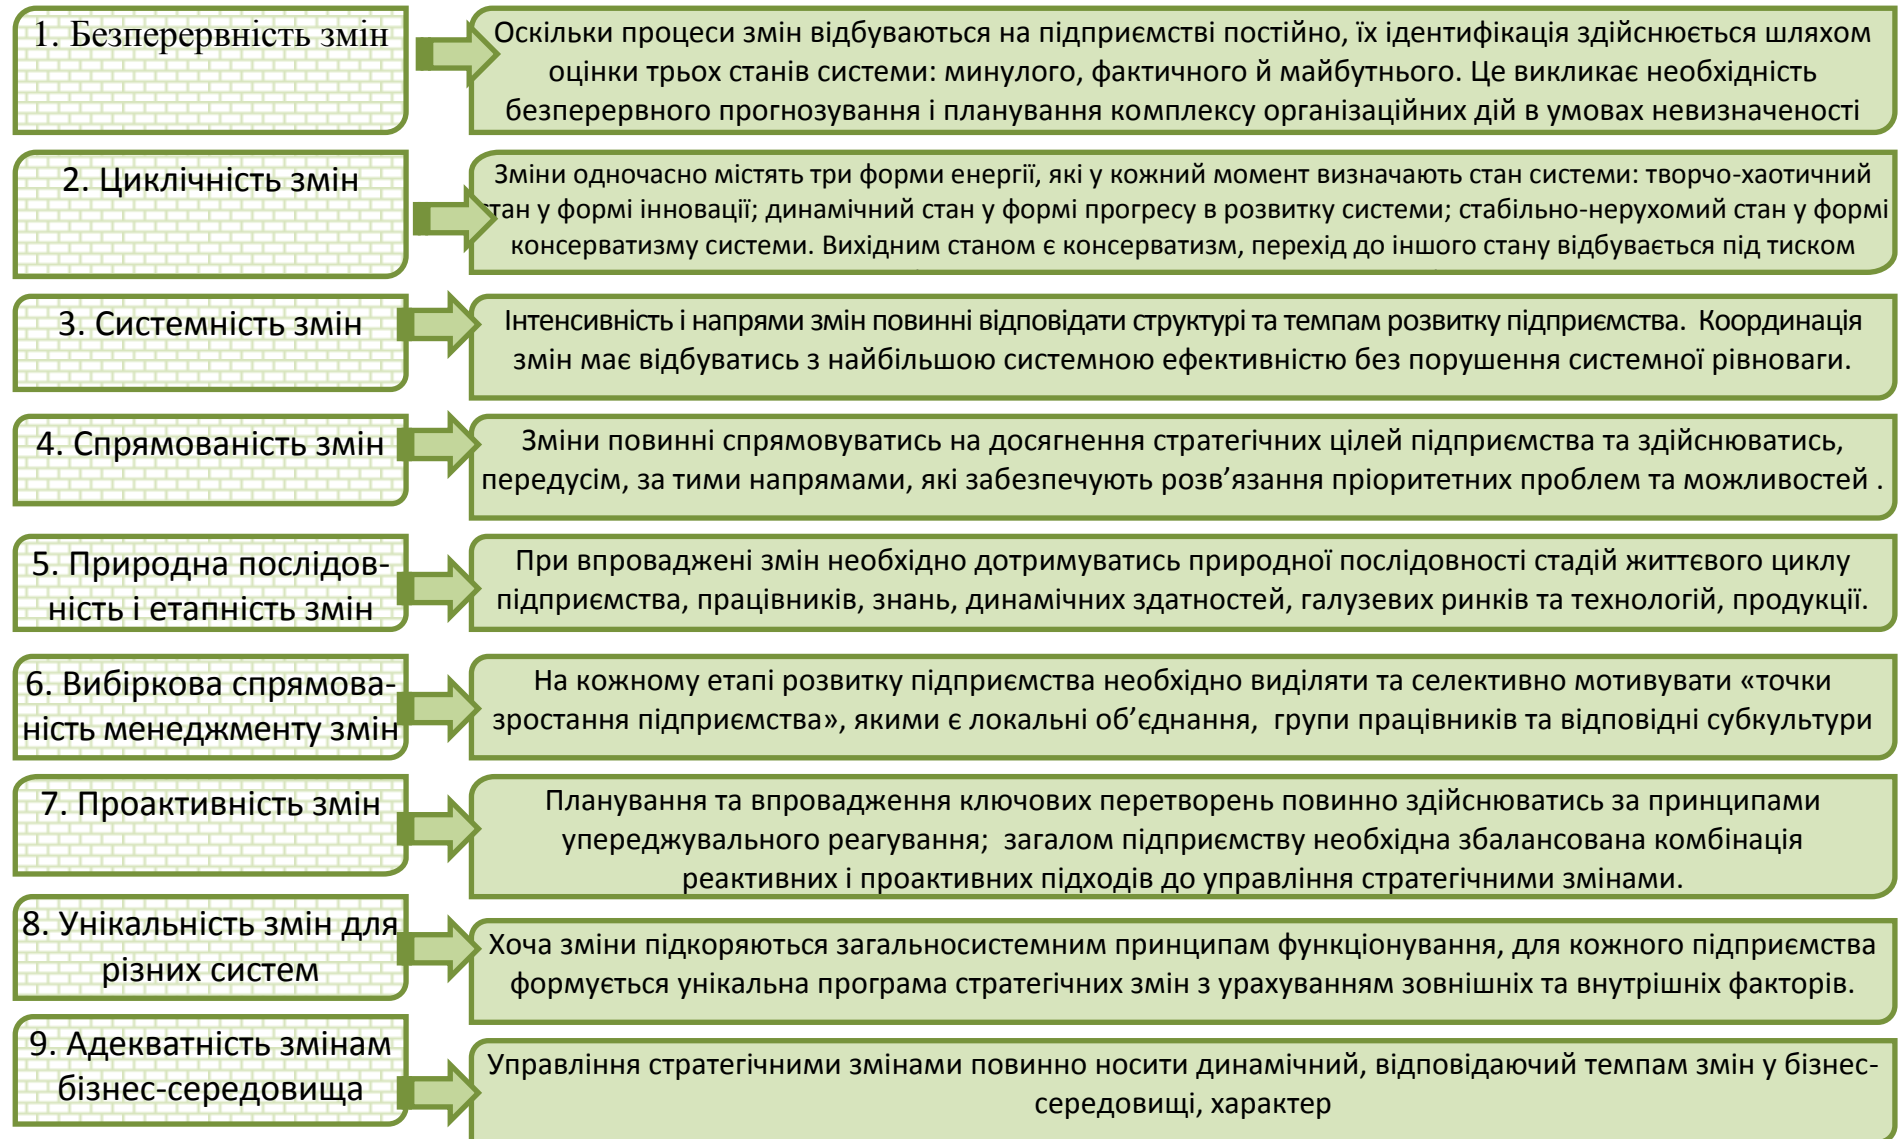 1. Безперервність змін
Оскільки процеси змін відбуваються на підприємстві постійно, їх ідентифікація здійснюється шляхом
оцінки трьох станів системи: минулого, фактичного й майбутнього. Це викликає необхідність
безперервного прогнозування і планування комплексу організаційних дій в умовах невизначеності
2. Циклічність змін
Зміни одночасно містять три форми енергії, які у кожний момент визначають стан системи: творчо-хаотичний
стан у формі інновації; динамічний стан у формі прогресу в розвитку системи; стабільно-нерухомий стан у формі
консерватизму системи. Вихідним станом є консерватизм, перехід до іншого стану відбувається під тиском
3. Системність змін
Інтенсивність і напрями змін повинні відповідати структурі та темпам розвитку підприємства. Координація
змін має відбуватись з найбільшою системною ефективністю без порушення системної рівноваги.
4. Спрямованість змін
Зміни повинні спрямовуватись на досягнення стратегічних цілей підприємства та здійснюватись,
передусім, за тими напрямами, які забезпечують розв’язання пріоритетних проблем та можливостей .
5. Природна послідов-
ність і етапність змін
При впроваджені змін необхідно дотримуватись природної послідовності стадій життєвого циклу
підприємства, працівників, знань, динамічних здатностей, галузевих ринків та технологій, продукції.
6. Вибіркова спрямова-
ність менеджменту змін
На кожному етапі розвитку підприємства необхідно виділяти та селективно мотивувати «точки
зростання підприємства», якими є локальні об’єднання, групи працівників та відповідні субкультури
7. Проактивність змін
Планування та впровадження ключових перетворень повинно здійснюватись за принципами
упереджувального реагування; загалом підприємству необхідна збалансована комбінація
реактивних і проактивних підходів до управління стратегічними змінами.
8. Унікальність змін для
різних систем
Хоча зміни підкоряються загальносистемним принципам функціонування, для кожного підприємства
формується унікальна програма стратегічних змін з урахуванням зовнішніх та внутрішніх факторів.
9. Адекватність змінам
бізнес-середовища
Управління стратегічними змінами повинно носити динамічний, відповідаючий темпам змін у бізнес-
середовищі, характер